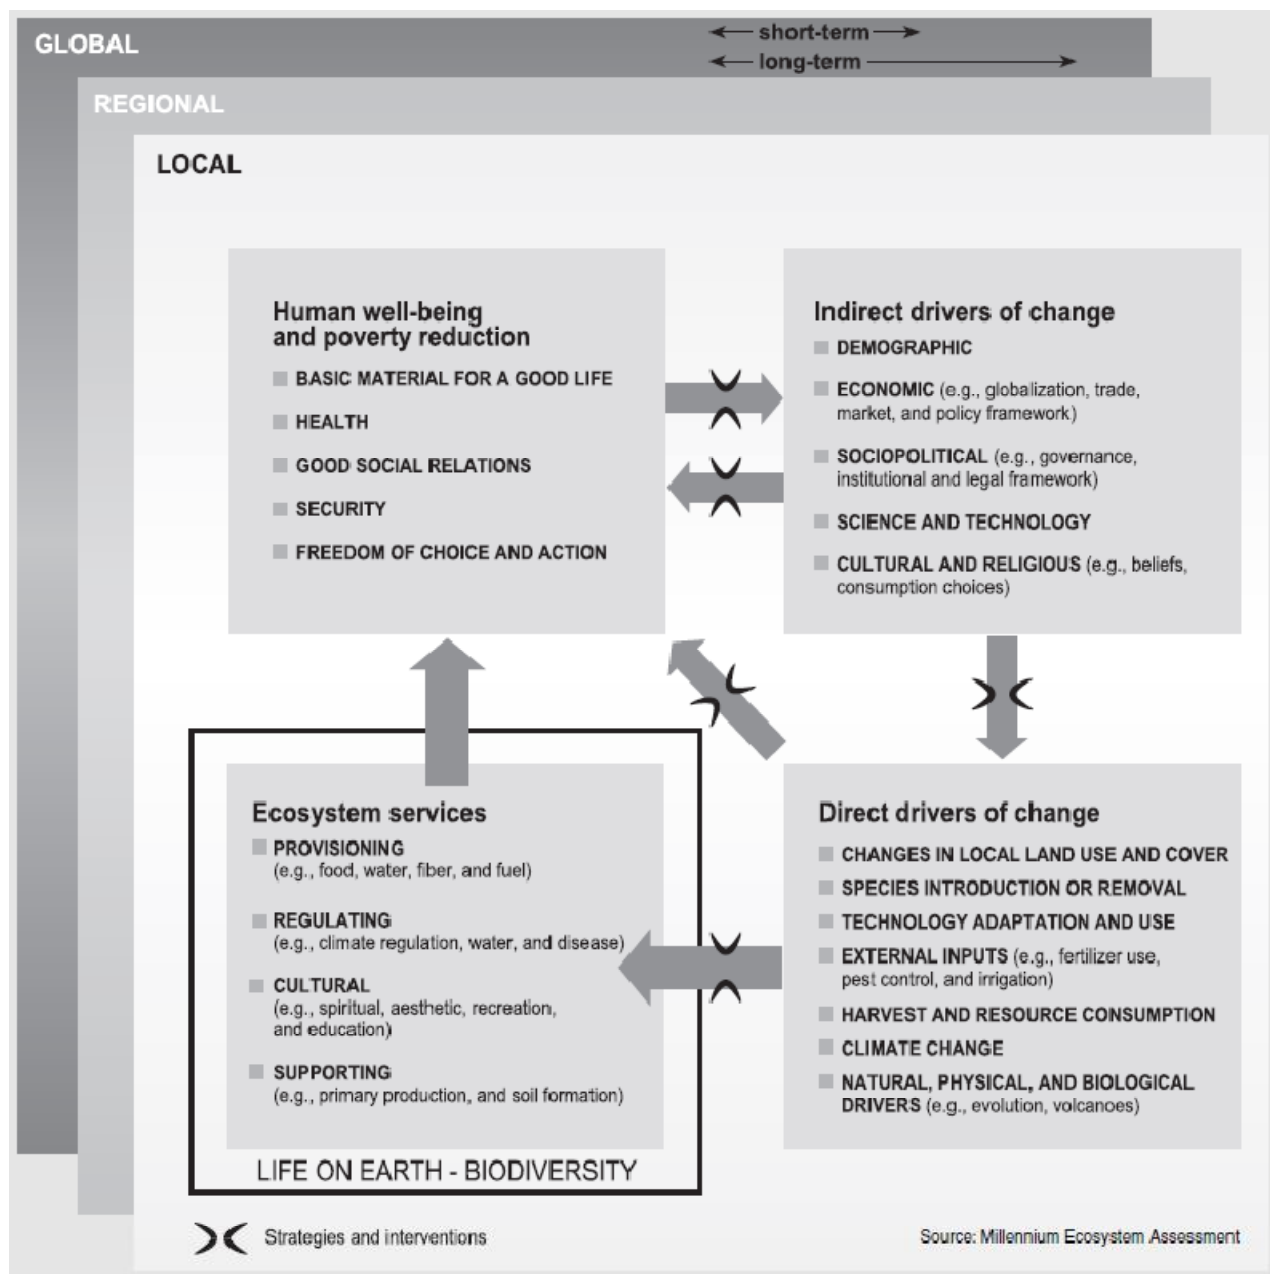 GLOBAL
short-term
long-term
REGIONAL
LOCAL
Human well-being
and poverty reduction
BASIC MATERIAL FOR A GOOD LIFE
HEALTH
GOOD SOCIAL RELATIONS
SECURITY
FREEDOM OF CHOICE AND ACTION
Indirect drivers of change
DEMOGRAPHIC
ECONOMIC (e.g., globalization, trade,
market, and policy framework)
SOCIOPOLITICAL (e.g., governance,
institutional and legal framework)
SCIENCE AND TECHNOLOGY
CULTURAL AND RELIGIOUS (e.g., beliefs,
consumption choices)
Ecosystem services
PROVISIONING
(e.g., food, water, fiber, and fuel)
REGULATING
(e.g., climate regulation, water, and disease)
CULTURAL
(e.g., spiritual, aesthetic, recreation,
and education)
SUPPORTING
(e.g., primary production, and soil formation)
LIFE ON EARTH - BIODIVERSITY
Direct drivers of change
CHANGES IN LOCAL LAND USE AND COVER
SPECIES INTRODUCTION OR REMOVAL
TECHNOLOGY ADAPTATION AND USE
EXTERNAL INPUTS (e.g., fertilizer use,
pest control, and irrigation)
HARVEST AND RESOURCE CONSUMPTION
CLIMATE CHANGE
NATURAL, PHYSICAL, AND BIOLOGICAL
DRIVERS (e.g., evolution, volcanoes)
Strategies and interventions
Source: Millennium Ecosystem Assessment